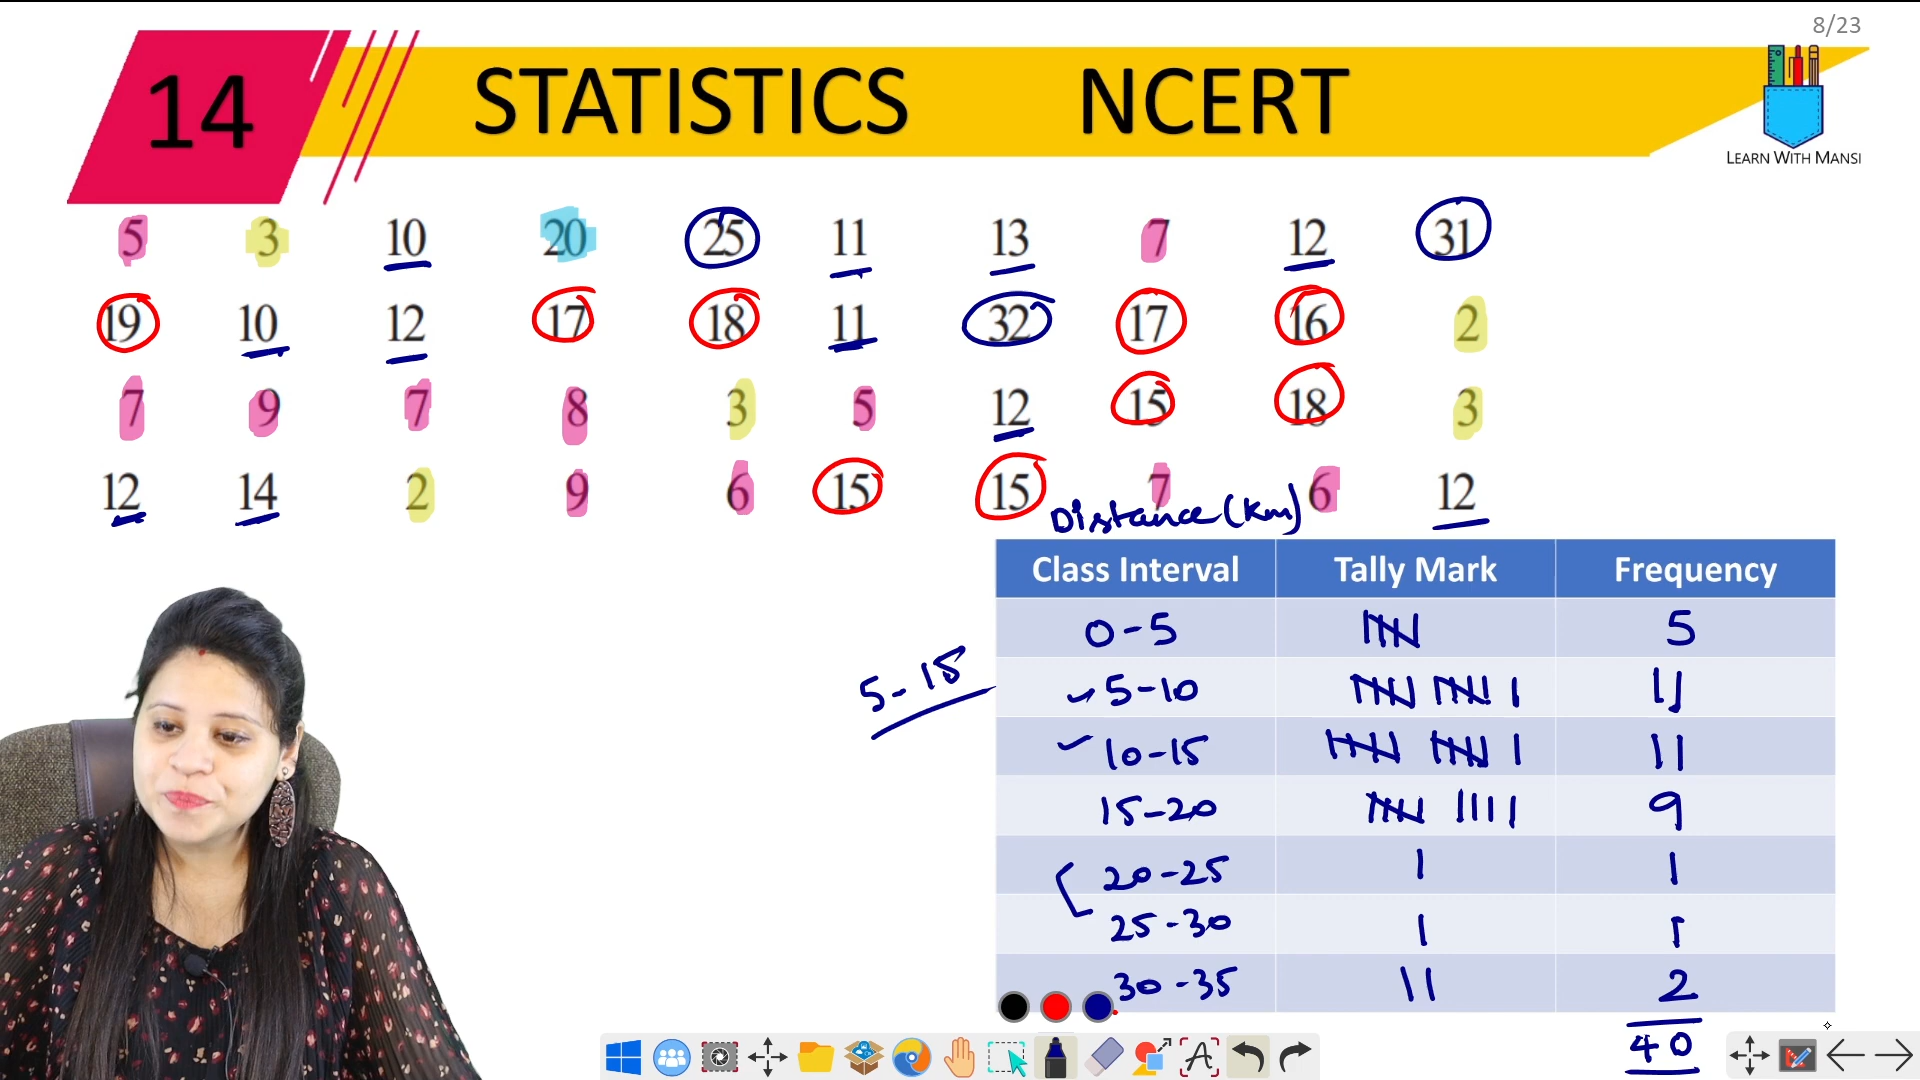 8/23
14 STATISTICS NCERT
LEARN WITH MANSI
5 3 10 20 25 11 13 7 12 31
19 10 12 17 18 11 32 17 16 2
7 9 7 8 3 5 12 15 18 3
12 14 2 9 6 15 15 7 6 12
Distance (km)
Class Interval Tally Mark Frequency
0-5 5
5-15
5-10 11
10-15 11
15-20 9
20-25 1
25-30 1
30-35 2
40